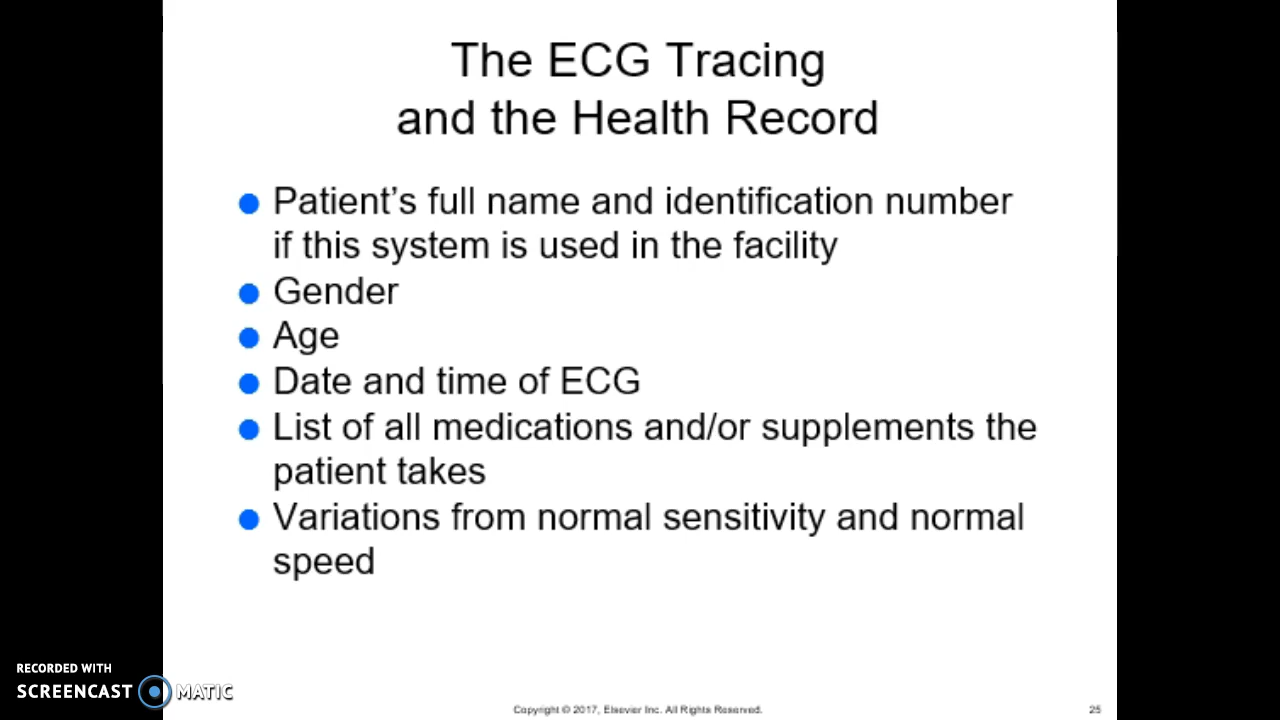 The ECG Tracing
and the Health Record
Patient's full name and identification number
if this system is used in the facility
Gender
Age
Date and time of ECG
List of all medications and/or supplements the
patient takes
Variations from normal sensitivity and normal
speed
RECORDED WITH
SCREENCAST MATIC
Copyright © 2017, Elsevier Inc. All Rights Reserved.
25